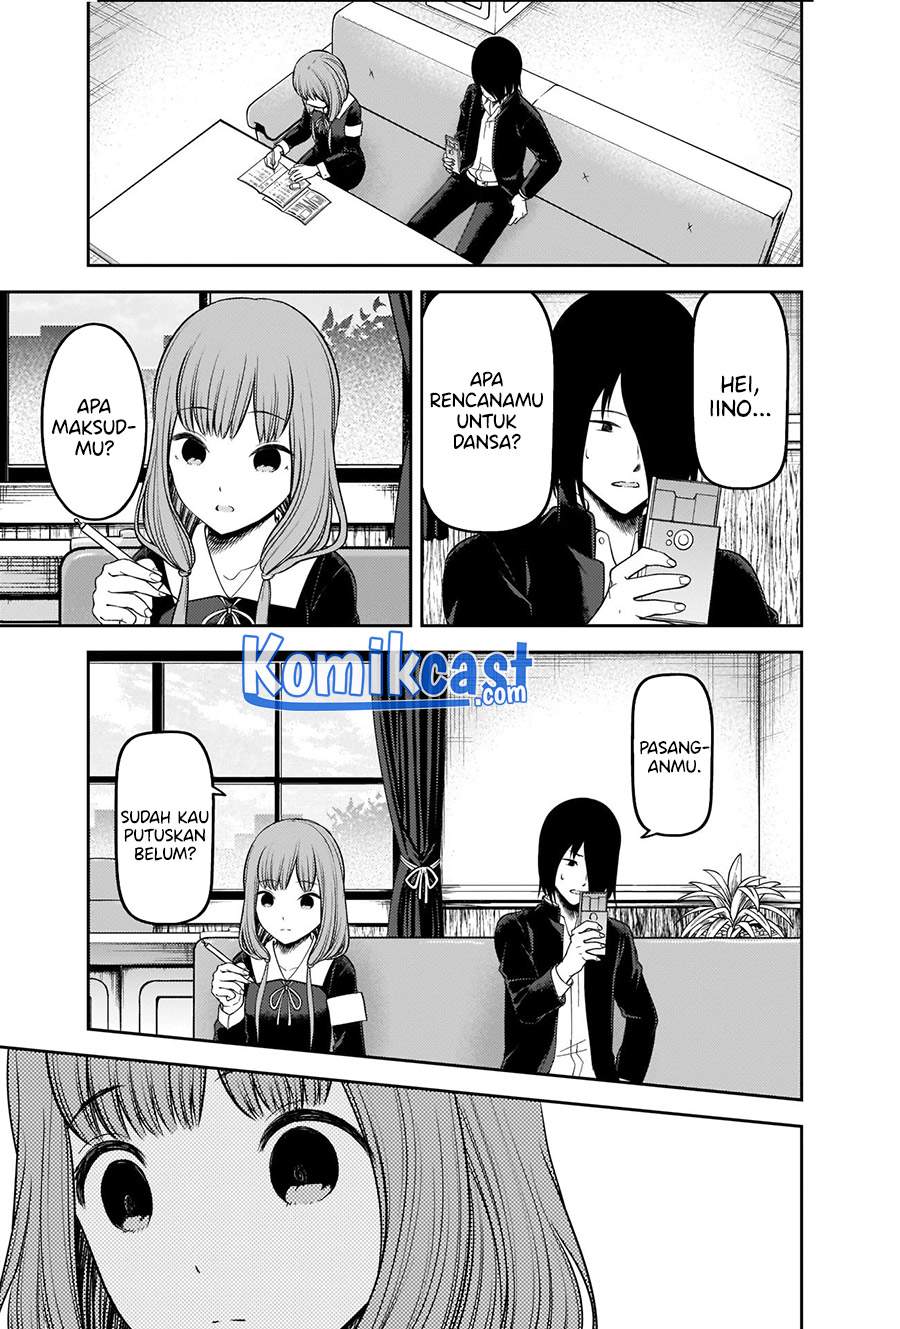 HEI,
IINO...
APA
RENCANAMU
UNTUK
DANSA?
APA
MAKSUD-
MU?
Komikcast
.com
PASANG-
ANMU.
SUDAH KAU
PUTUSKAN
BELUM?